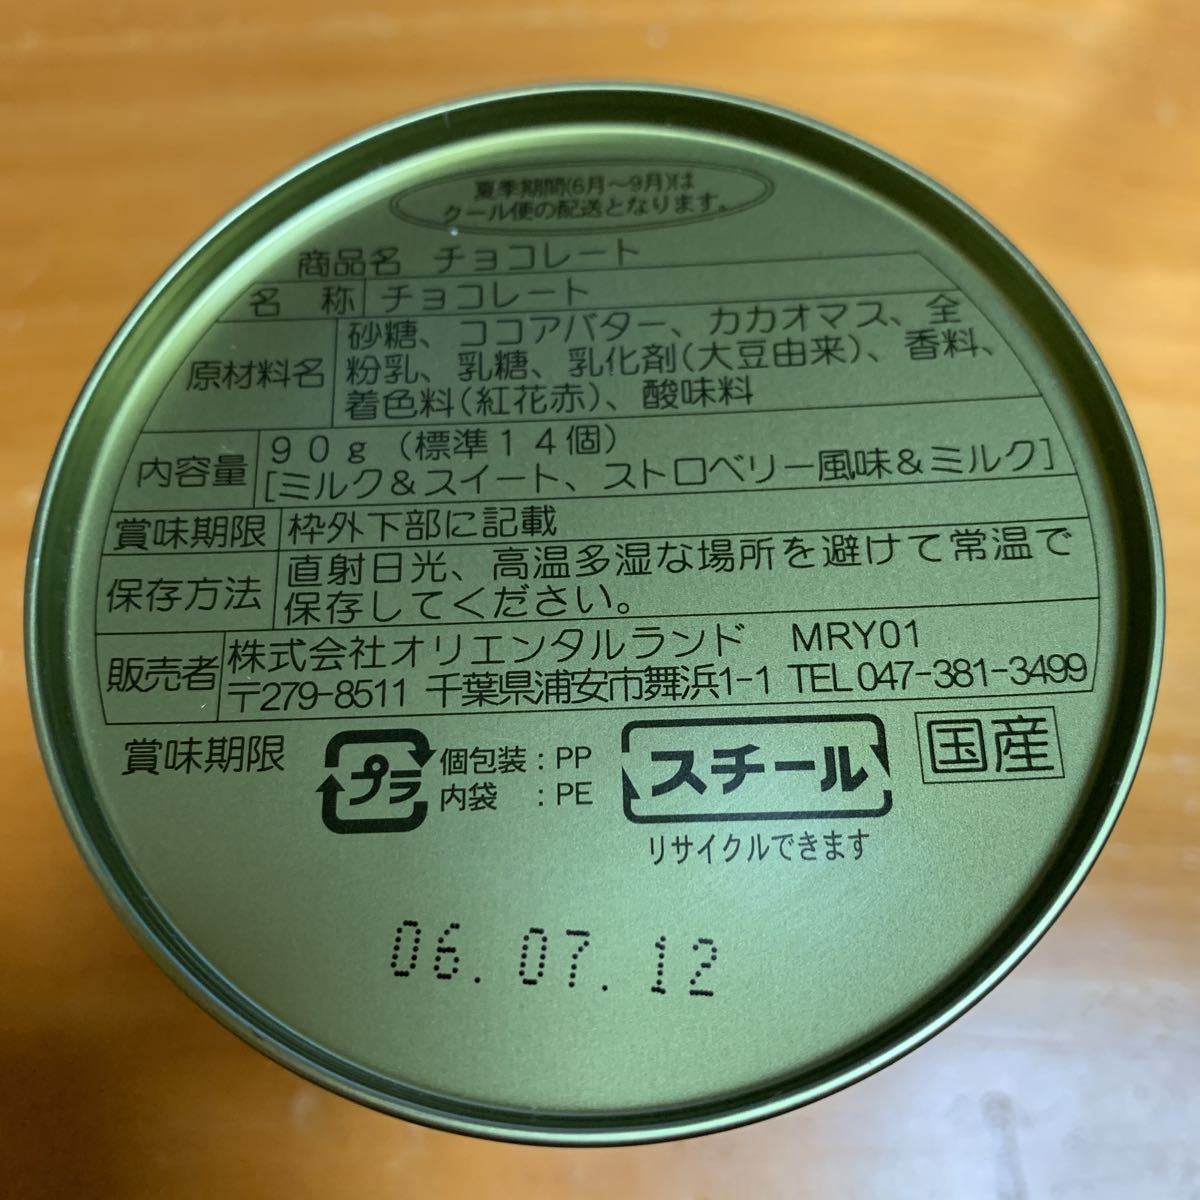 夏季期間(6月～9月)は
クール便の配送となります。
商品名 チョコレート
名 称 チョコレート
原材料名 砂糖、ココアバター、カカオマス、全
粉乳、乳糖、乳化剤(大豆由来)、香料、
着色料(紅花赤)、酸味料
内容量 90g (標準14個)
[ミルク&スイート、ストロベリー風味&ミルク]
賞味期限 枠外下部に記載
保存方法 直射日光、高温多湿な場所を避けて常温で
保存してください。
販売者 株式会社オリエンタルランド MRY01
〒279-8511 千葉県浦安市舞浜1-1 TEL 047-381-3499
賞味期限 プラ 個包装:PP スチール 国産
内袋 :PE
リサイクルできます
06.07.12